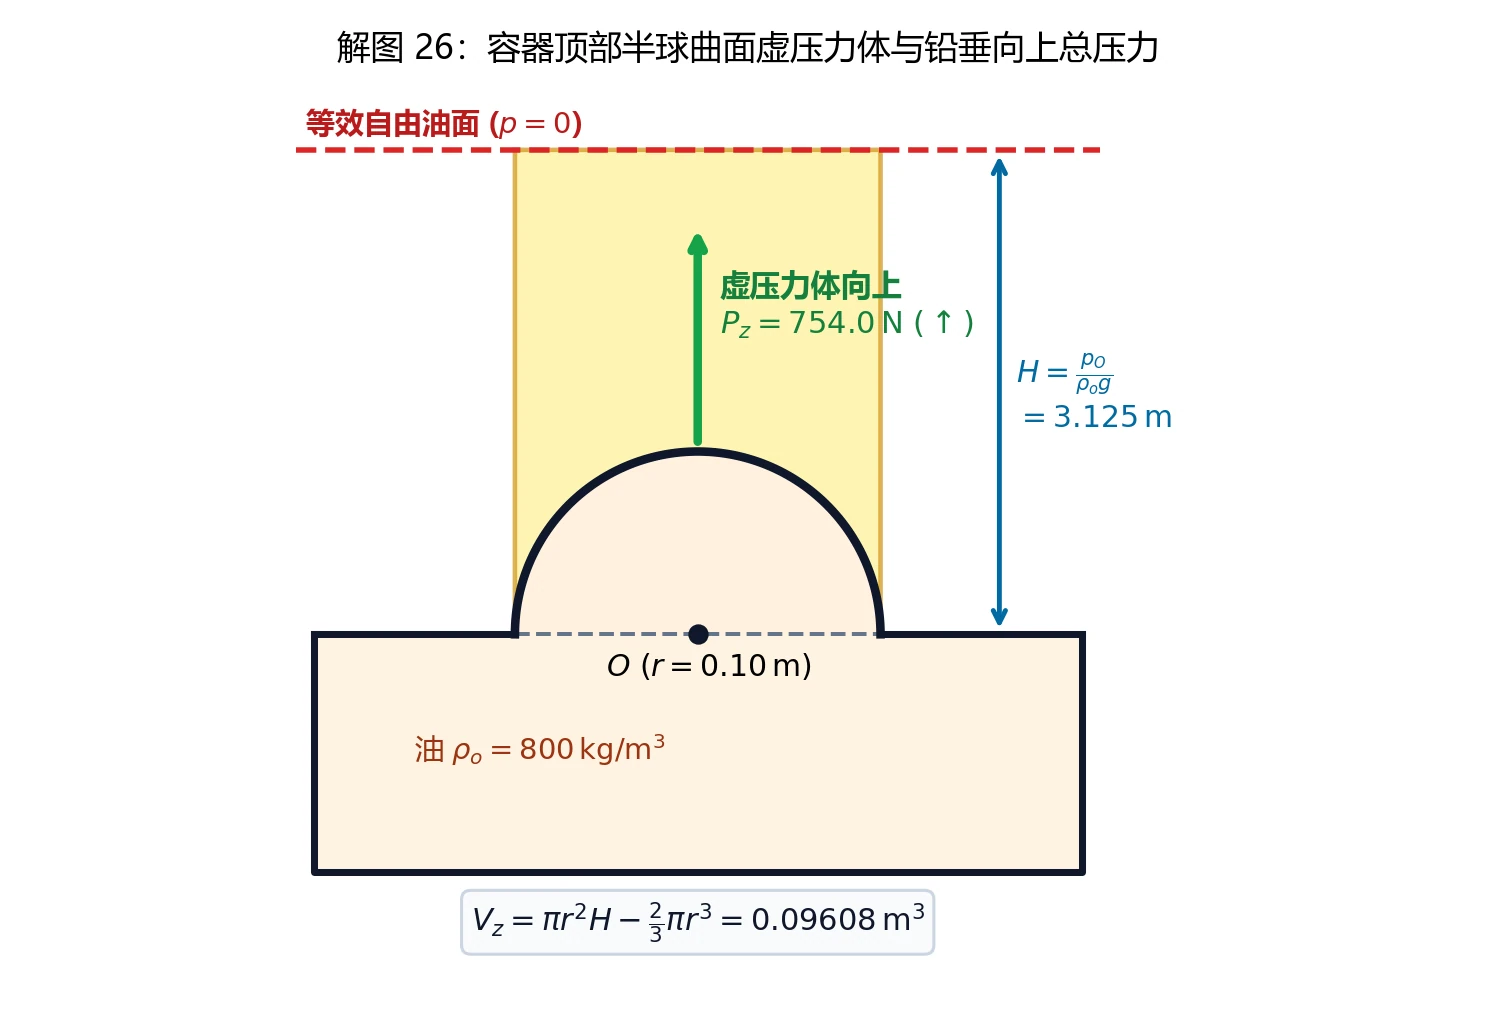 解图 26：容器顶部半球曲面虚压力体与铅垂向上总压力
等效自由油面 (p = 0)
虚压力体向上
P_z = 754.0 N (↑)
H = \frac{p_O}{ρ_o g}
= 3.125 m
O (r = 0.10 m)
油 ρ_o = 800 kg/m³
V_z = πr²H − \frac{2}{3}πr³ = 0.09608 m³